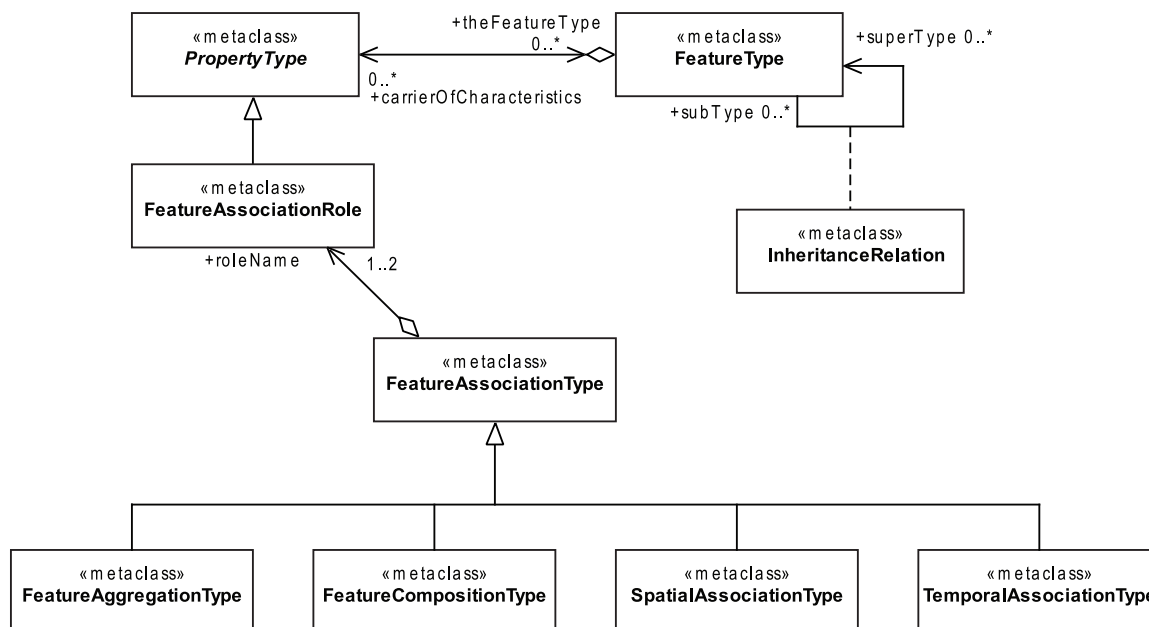 «metaclass»
PropertyType
+theFeatureType
0..*
0..*
+carrierOfCharacteristics
«metaclass»
FeatureType
+superType 0..*
+subType 0..*
«metaclass»
FeatureAssociationRole
+roleName
1..2
«metaclass»
InheritanceRelation
«metaclass»
FeatureAssociationType
«metaclass»
FeatureAggregationType
«metaclass»
FeatureCompositionType
«metaclass»
SpatialAssociationType
«metaclass»
TemporalAssociationType